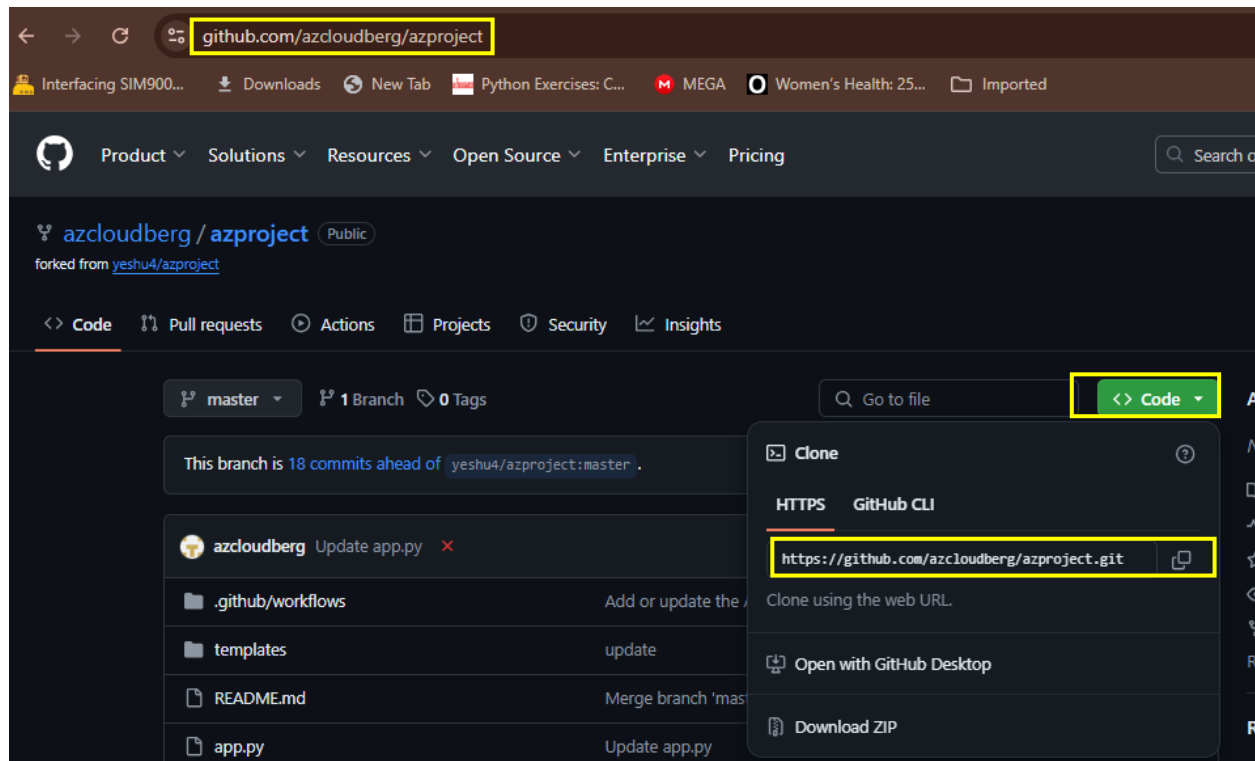 github.com/azcloudberg/azproject
Interfacing SIM900... Downloads New Tab Python Exercises: C... MEGA Women's Health: 25... Imported
Product Solutions Resources Open Source Enterprise Pricing Search o
azcloudberg / azproject Public
forked from yeshu4/azproject
<> Code Pull requests Actions Projects Security Insights
master 1 Branch 0 Tags Go to file <> Code
This branch is 18 commits ahead of yeshu4/azproject:master .
Clone
HTTPS GitHub CLI
https://github.com/azcloudberg/azproject.git
Clone using the web URL.
Open with GitHub Desktop
Download ZIP
azcloudberg Update app.py
.github/workflows Add or update the
templates update
README.md Merge branch 'mas
app.py Update app.py